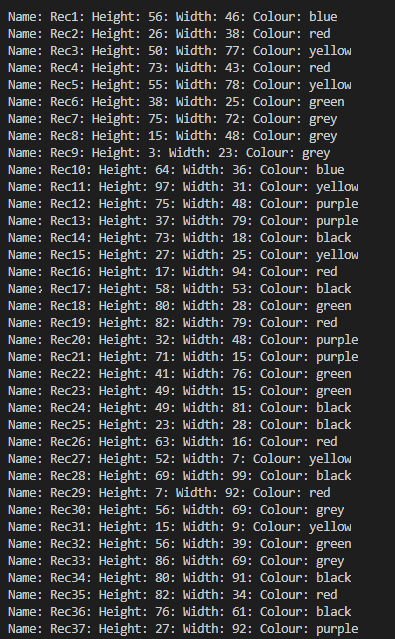 Name: Rec1: Height: 56: Width: 46: Colour: blue
Name: Rec2: Height: 26: Width: 38: Colour: red
Name: Rec3: Height: 50: Width: 77: Colour: yellow
Name: Rec4: Height: 73: Width: 43: Colour: red
Name: Rec5: Height: 55: Width: 78: Colour: yellow
Name: Rec6: Height: 38: Width: 25: Colour: green
Name: Rec7: Height: 75: Width: 72: Colour: grey
Name: Rec8: Height: 15: Width: 48: Colour: grey
Name: Rec9: Height: 3: Width: 23: Colour: grey
Name: Rec10: Height: 64: Width: 36: Colour: blue
Name: Rec11: Height: 97: Width: 31: Colour: yellow
Name: Rec12: Height: 75: Width: 48: Colour: purple
Name: Rec13: Height: 37: Width: 79: Colour: purple
Name: Rec14: Height: 73: Width: 18: Colour: black
Name: Rec15: Height: 27: Width: 25: Colour: yellow
Name: Rec16: Height: 17: Width: 94: Colour: red
Name: Rec17: Height: 58: Width: 53: Colour: black
Name: Rec18: Height: 80: Width: 28: Colour: green
Name: Rec19: Height: 82: Width: 79: Colour: red
Name: Rec20: Height: 32: Width: 48: Colour: purple
Name: Rec21: Height: 71: Width: 15: Colour: purple
Name: Rec22: Height: 41: Width: 76: Colour: green
Name: Rec23: Height: 49: Width: 15: Colour: green
Name: Rec24: Height: 49: Width: 81: Colour: black
Name: Rec25: Height: 23: Width: 28: Colour: black
Name: Rec26: Height: 63: Width: 16: Colour: red
Name: Rec27: Height: 52: Width: 7: Colour: yellow
Name: Rec28: Height: 69: Width: 99: Colour: black
Name: Rec29: Height: 7: Width: 92: Colour: red
Name: Rec30: Height: 56: Width: 69: Colour: grey
Name: Rec31: Height: 15: Width: 9: Colour: yellow
Name: Rec32: Height: 56: Width: 39: Colour: green
Name: Rec33: Height: 86: Width: 69: Colour: grey
Name: Rec34: Height: 80: Width: 91: Colour: black
Name: Rec35: Height: 82: Width: 34: Colour: red
Name: Rec36: Height: 76: Width: 61: Colour: black
Name: Rec37: Height: 27: Width: 92: Colour: purple